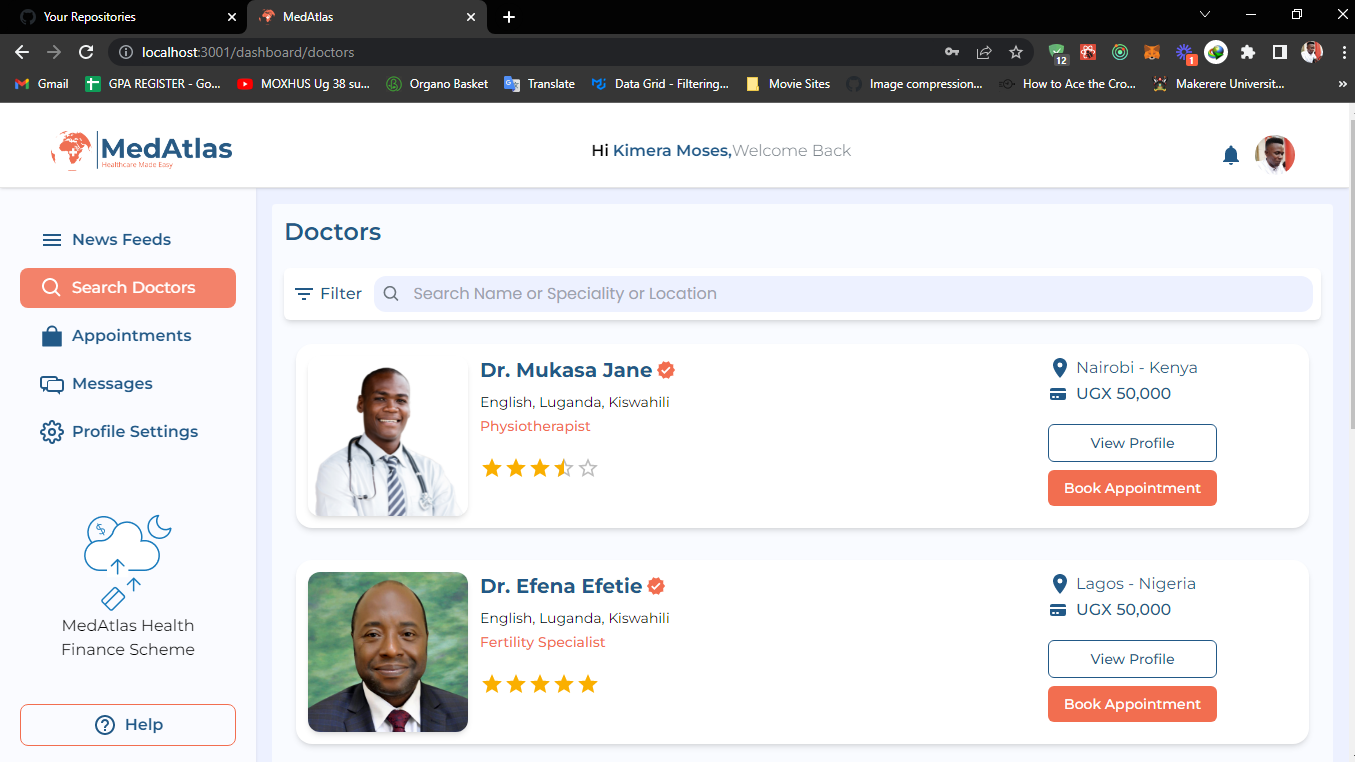 Your Repositories
MedAtlas
localhost:3001/dashboard/doctors
12
1
Gmail
GPA REGISTER - Go...
MOXHUS Ug 38 su...
Organo Basket
Translate
Data Grid - Filtering...
Movie Sites
Image compression...
How to Ace the Cro...
Makerere Universit...
»
MedAtlas
Healthcare Made Easy
Hi Kimera Moses,Welcome Back
News Feeds
Search Doctors
Appointments
Messages
Profile Settings
$
MedAtlas Health
Finance Scheme
Help
Doctors
Filter
Search Name or Speciality or Location
Dr. Mukasa Jane
English, Luganda, Kiswahili
Physiotherapist
Nairobi - Kenya
UGX 50,000
View Profile
Book Appointment
Dr. Efena Efetie
English, Luganda, Kiswahili
Fertility Specialist
Lagos - Nigeria
UGX 50,000
View Profile
Book Appointment